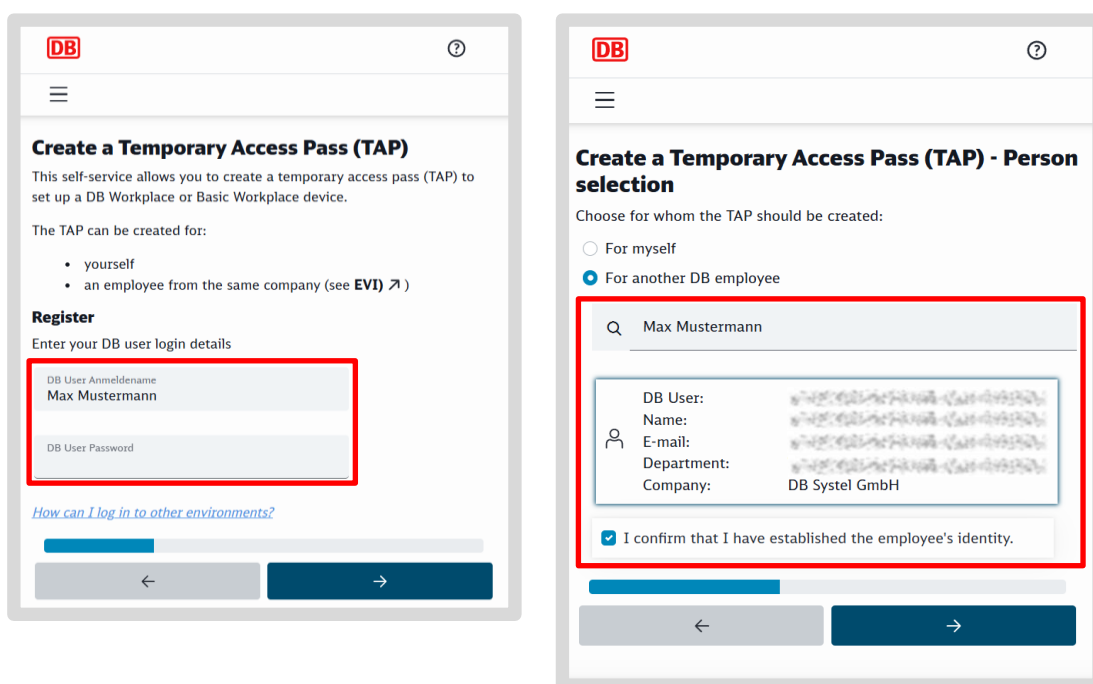 DB
Create a Temporary Access Pass (TAP)
This self-service allows you to create a temporary access pass (TAP) to
set up a DB Workplace or Basic Workplace device.
The TAP can be created for:
• yourself
• an employee from the same company (see EVI) ↗ )
Register
Enter your DB user login details
DB User Anmeldename
Max Mustermann
DB User Password
How can I log in to other environments?
DB
Create a Temporary Access Pass (TAP) - Person
selection
Choose for whom the TAP should be created:
For myself
For another DB employee
Max Mustermann
DB User:
Name:
E-mail:
Department:
Company: DB Systel GmbH
I confirm that I have established the employee's identity.